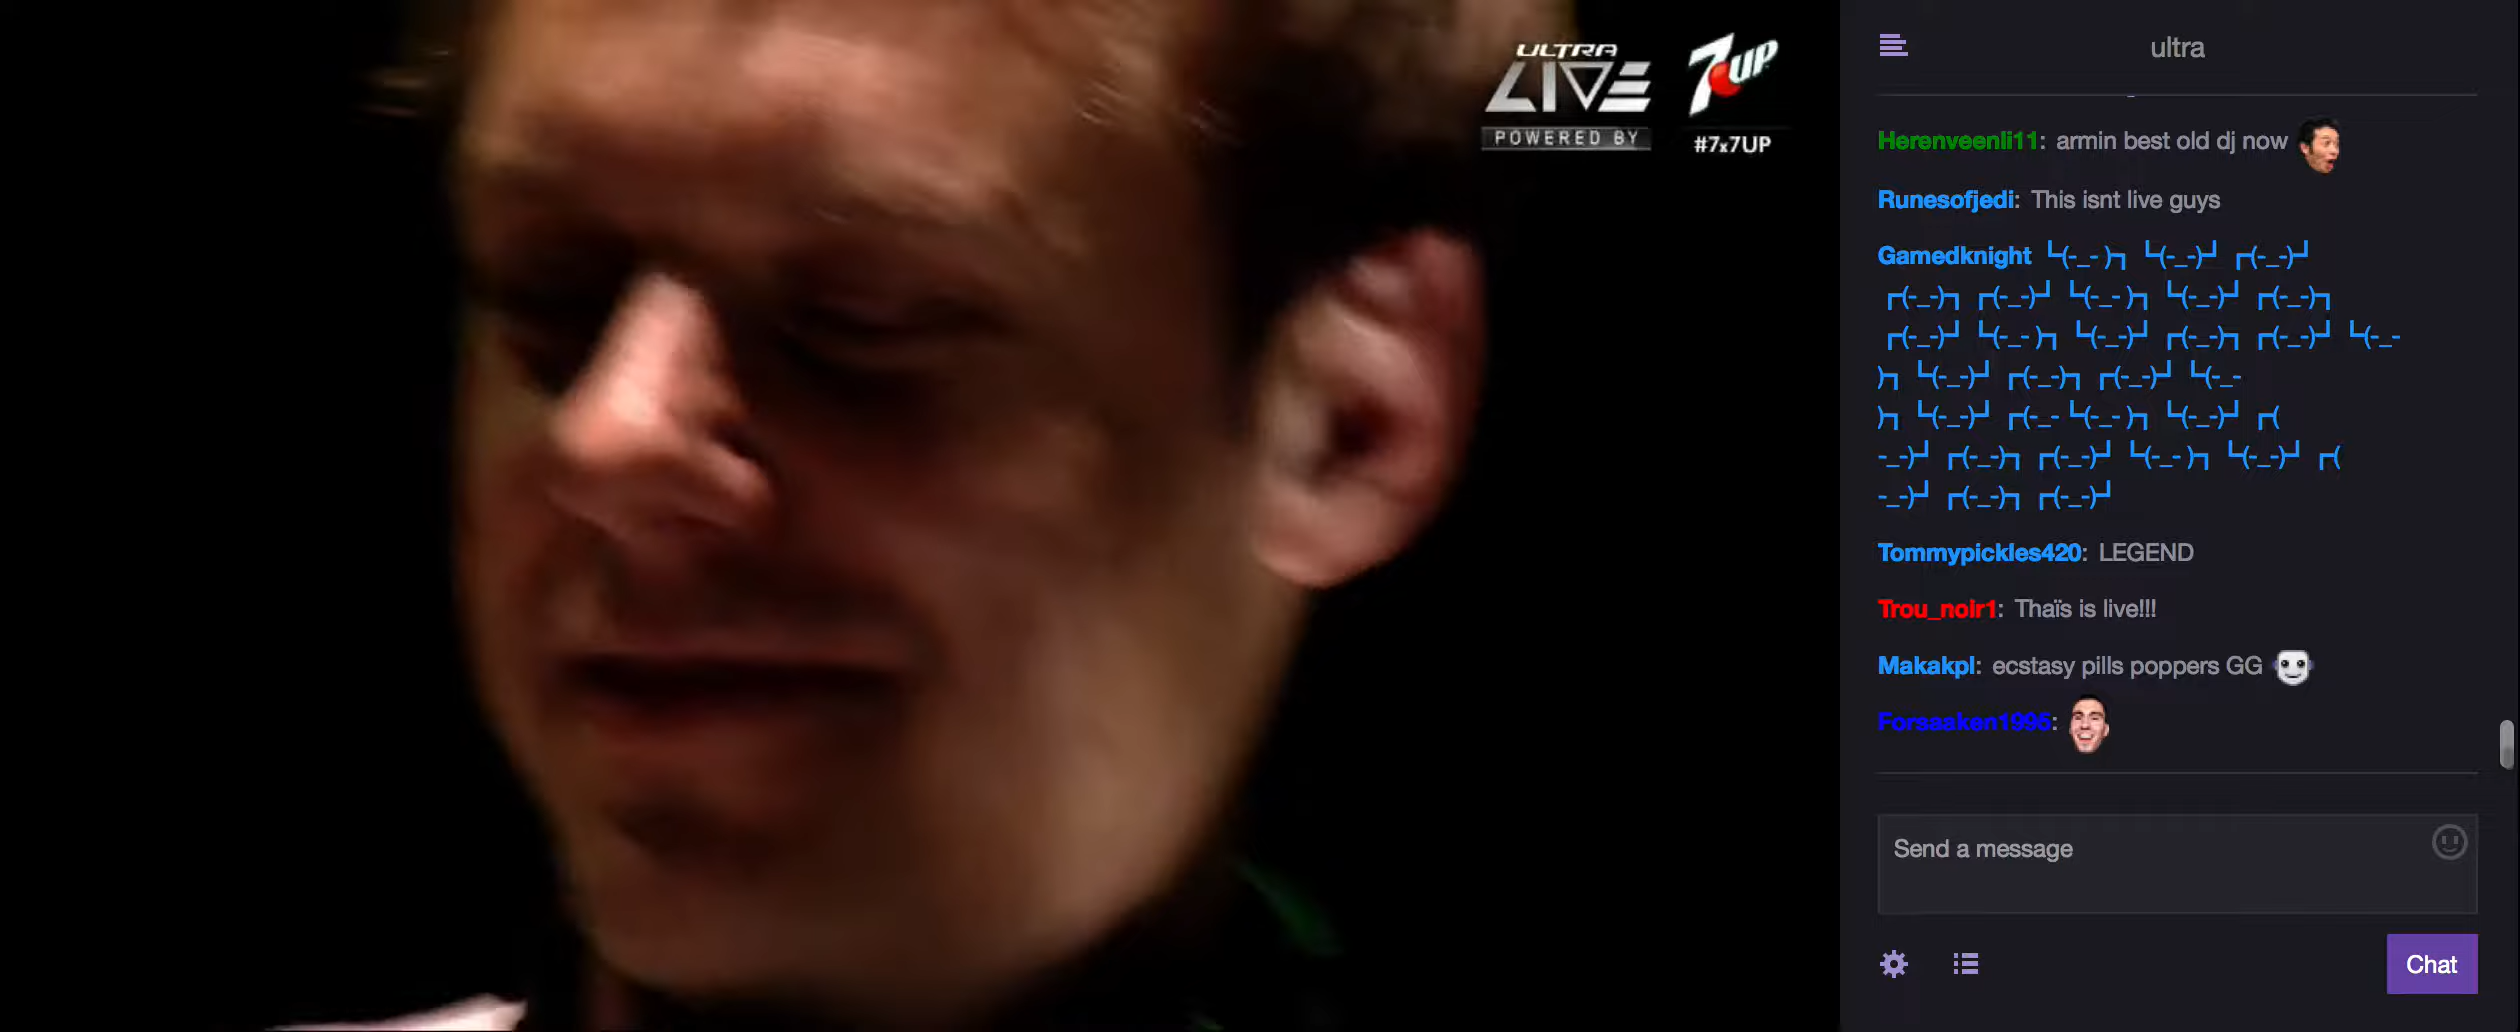 ULTRA
LIVE
POWERED BY
7UP
#7x7UP
ultra
Herenveenli11: armin best old dj now
Runesofjedi: This isnt live guys
Gamedknight ┗(-_- )┓ ┗(-_-)┛ ┏(-_-)┛
┏(-_-)┓ ┏(-_-)┛ ┗(-_- )┓ ┗(-_-)┛ ┏(-_-)┓
┏(-_-)┛ ┗(-_- )┓ ┗(-_-)┛ ┏(-_-)┓ ┏(-_-)┛ ┗(-_-
)┓ ┗(-_-)┛ ┏(-_-)┓ ┏(-_-)┛ ┗(-_-
)┓ ┗(-_-)┛ ┏(-_- ┗(-_- )┓ ┗(-_-)┛ ┏(
-_-)┛ ┏(-_-)┓ ┏(-_-)┛ ┗(-_- )┓ ┗(-_-)┛ ┏(
-_-)┛ ┏(-_-)┓ ┏(-_-)┛
Tommypickles420: LEGEND
Trou_noir1: Thaïs is live!!!
Makakpl: ecstasy pills poppers GG
Forsaaken1995:
Send a message
Chat